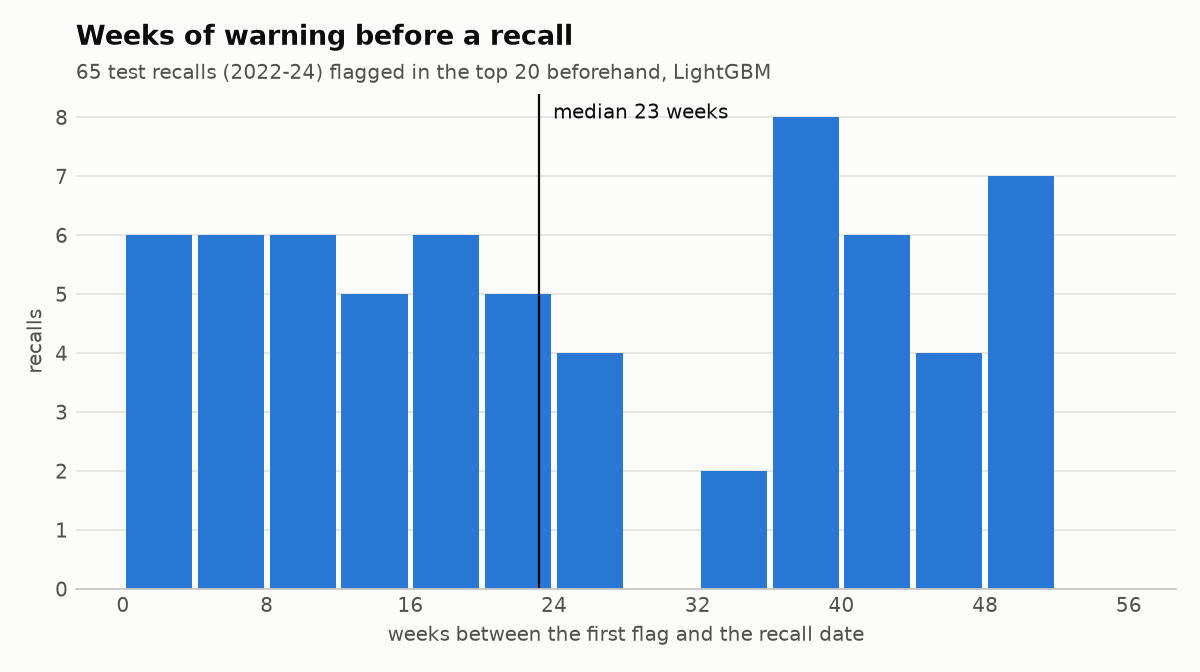 Weeks of warning before a recall
65 test recalls (2022-24) flagged in the top 20 beforehand, LightGBM
median 23 weeks
8
7
6
5
4
3
2
1
0
recalls
0 8 16 24 32 40 48 56
weeks between the first flag and the recall date